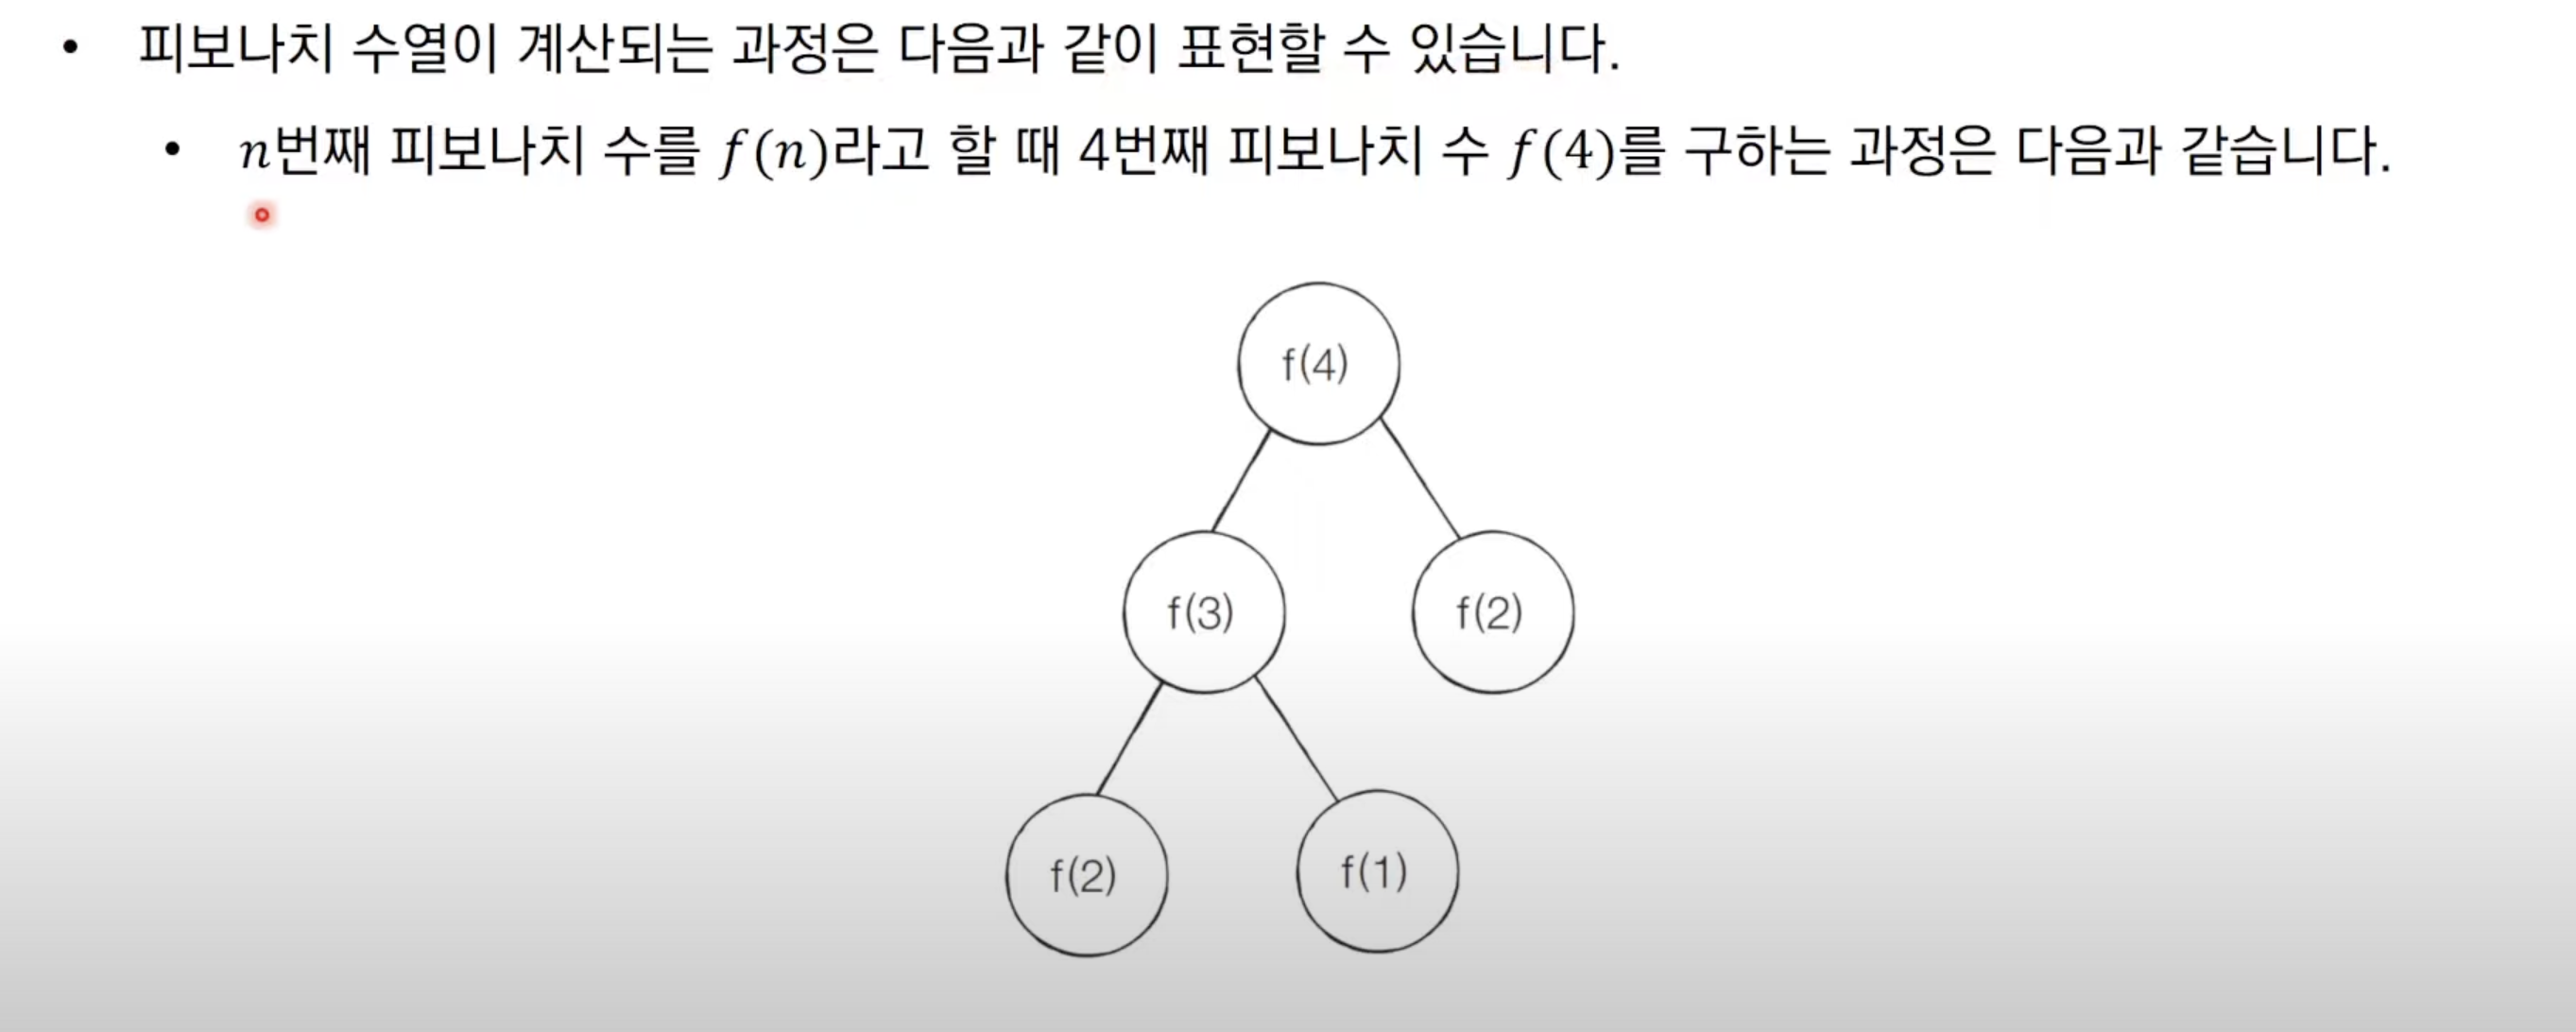 • 피보나치 수열이 계산되는 과정은 다음과 같이 표현할 수 있습니다.
• n번째 피보나치 수를 f(n)라고 할 때 4번째 피보나치 수 f(4)를 구하는 과정은 다음과 같습니다.
f(4)
f(3) f(2)
f(2) f(1)